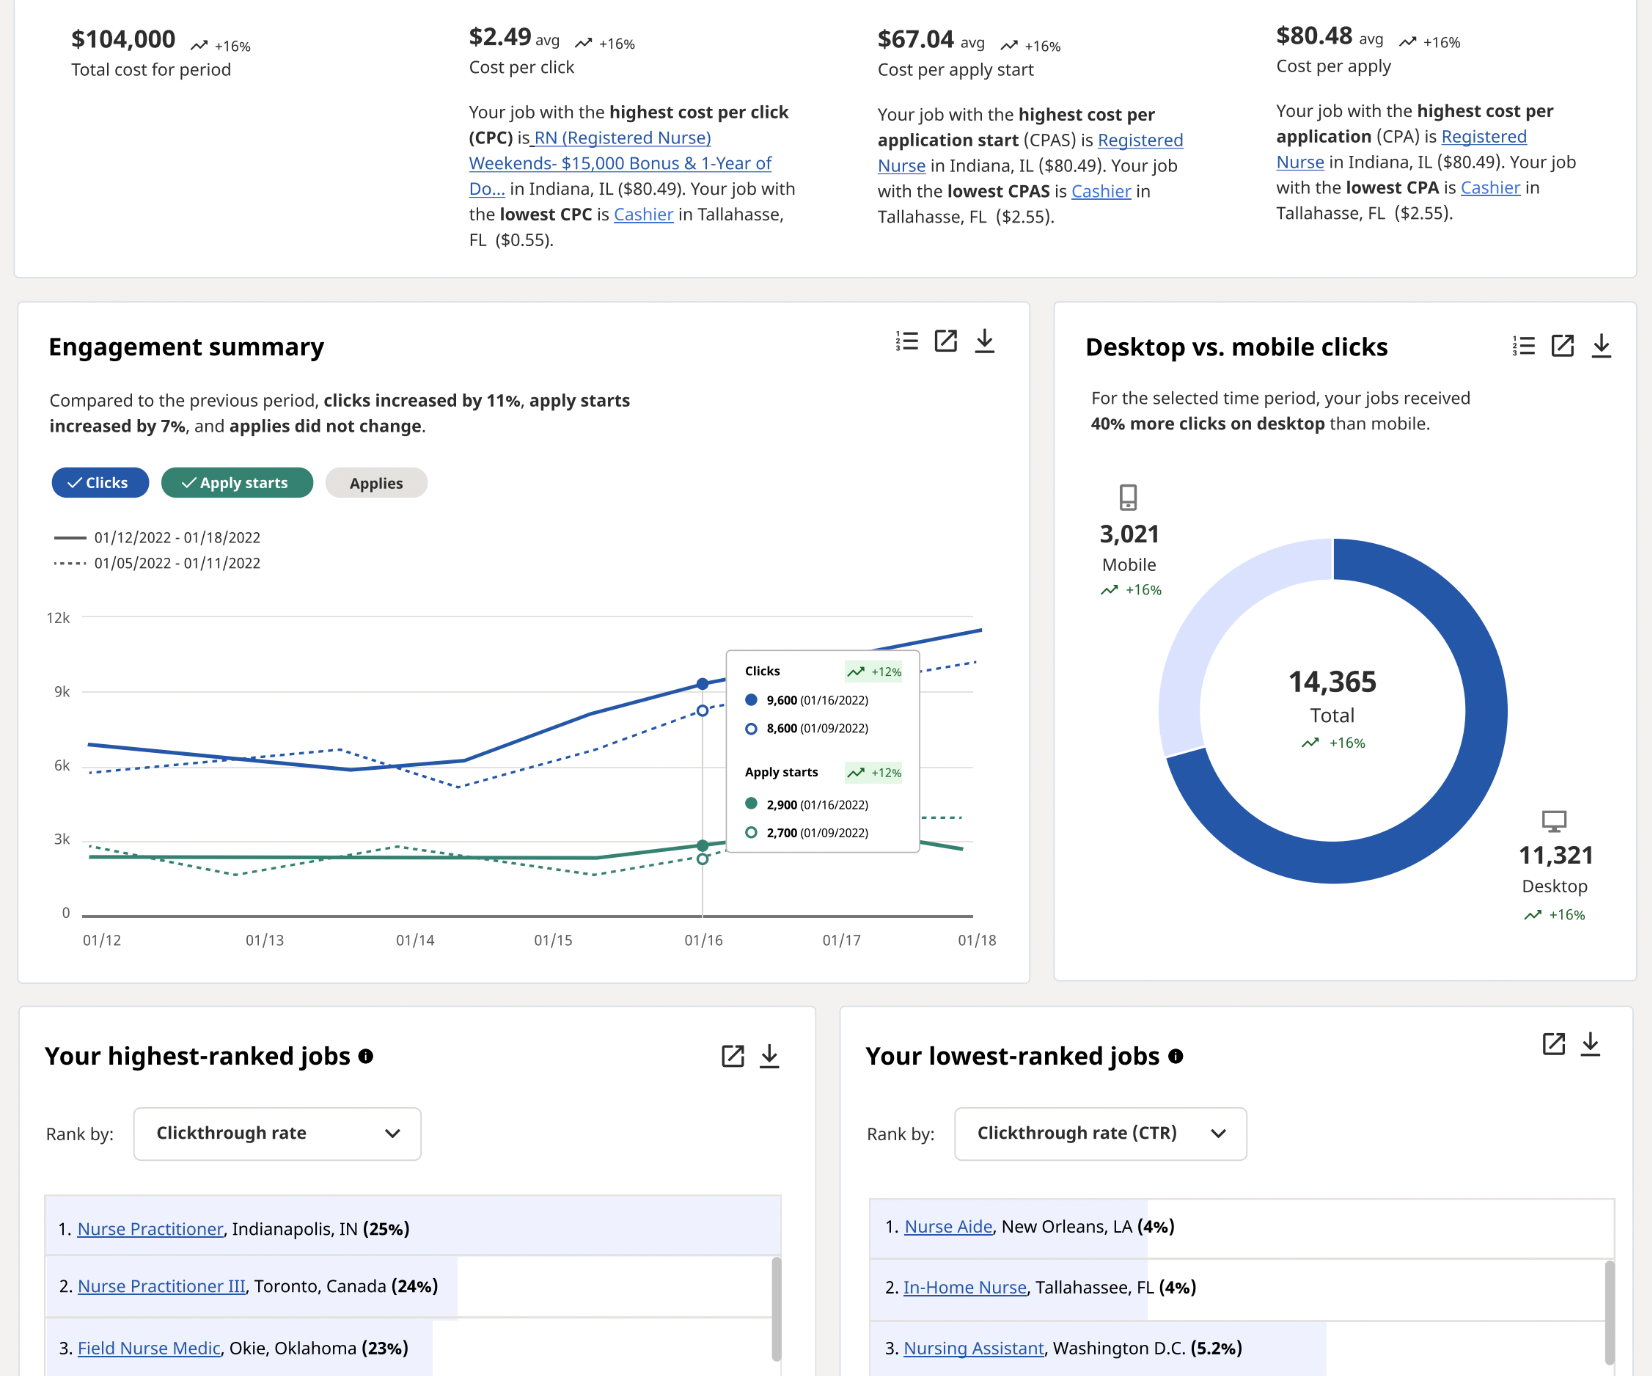 $104,000 +16%
Total cost for period
$2.49 avg +16%
Cost per click
Your job with the highest cost per click
(CPC) is RN (Registered Nurse)
Weekends- $15,000 Bonus & 1-Year of
Do... in Indiana, IL ($80.49). Your job with
the lowest CPC is Cashier in Tallahasse,
FL ($0.55).
$67.04 avg +16%
Cost per apply start
Your job with the highest cost per
application start (CPAS) is Registered
Nurse in Indiana, IL ($80.49). Your job
with the lowest CPAS is Cashier in
Tallahasse, FL ($2.55).
$80.48 avg +16%
Cost per apply
Your job with the highest cost per
application (CPA) is Registered
Nurse in Indiana, IL ($80.49). Your job
with the lowest CPA is Cashier in
Tallahasse, FL ($2.55).
Engagement summary
Compared to the previous period, clicks increased by 11%, apply starts
increased by 7%, and applies did not change.
Clicks Apply starts Applies
01/12/2022 - 01/18/2022
01/05/2022 - 01/11/2022
12k
9k
6k
3k
0
01/12 01/13 01/14 01/15 01/16 01/17 01/18
Clicks +12%
9,600 (01/16/2022)
8,600 (01/09/2022)
Apply starts +12%
2,900 (01/16/2022)
2,700 (01/09/2022)
Desktop vs. mobile clicks
For the selected time period, your jobs received
40% more clicks on desktop than mobile.
3,021
Mobile
+16%
14,365
Total
+16%
11,321
Desktop
+16%
Your highest-ranked jobs
Rank by: Clickthrough rate
1. Nurse Practitioner, Indianapolis, IN (25%)
2. Nurse Practitioner III, Toronto, Canada (24%)
3. Field Nurse Medic, Okie, Oklahoma (23%)
Your lowest-ranked jobs
Rank by: Clickthrough rate (CTR)
1. Nurse Aide, New Orleans, LA (4%)
2. In-Home Nurse, Tallahassee, FL (4%)
3. Nursing Assistant, Washington D.C. (5.2%)